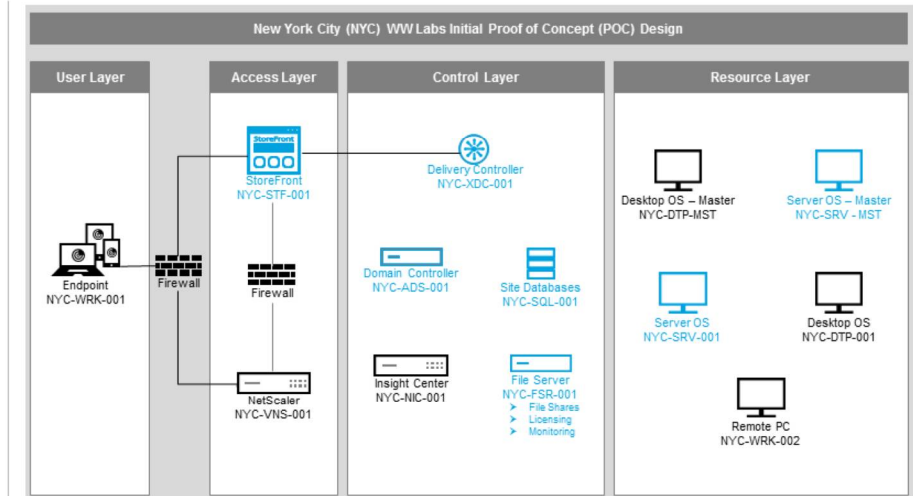 New York City (NYC) WW Labs Initial Proof of Concept (POC) Design
User Layer
Access Layer
Control Layer
Resource Layer
StoreFront
StoreFront
NYC-STF-001
Delivery Controller
NYC-XDC-001
Desktop OS – Master
NYC-DTP-MST
Server OS – Master
NYC-SRV - MST
Endpoint
NYC-WRK-001
Firewall
Firewall
Domain Controller
NYC-ADS-001
Site Databases
NYC-SQL-001
Server OS
NYC-SRV-001
Desktop OS
NYC-DTP-001
NetScaler
NYC-VNS-001
Insight Center
NYC-NIC-001
File Server
NYC-FSR-001
➤ File Shares
➤ Licensing
➤ Monitoring
Remote PC
NYC-WRK-002